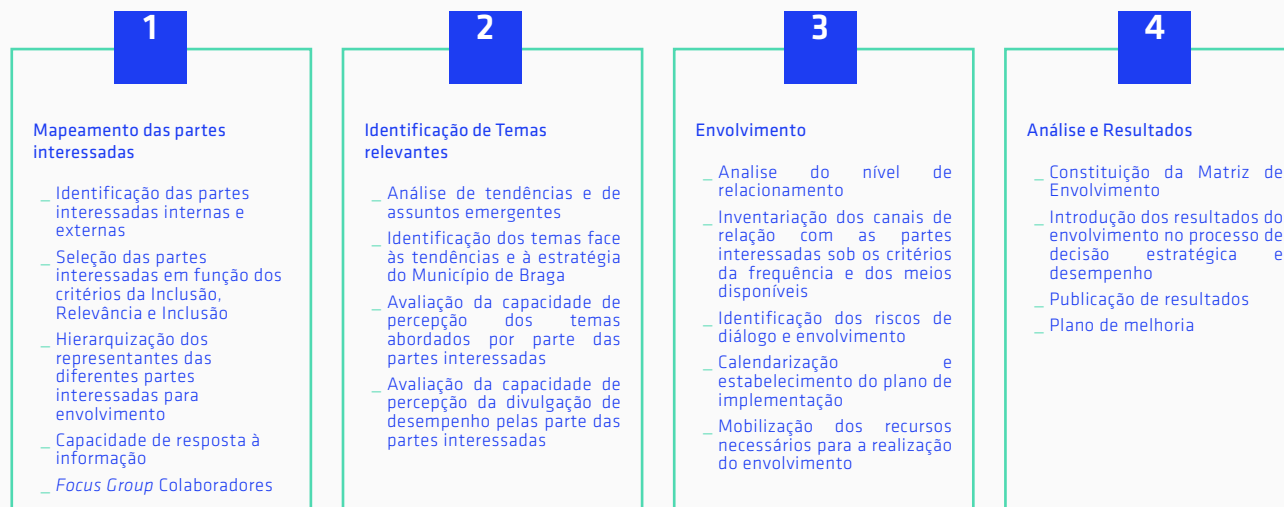 1
Mapeamento das partes
interessadas
_ Identificação das partes
interessadas internas e
externas
_ Seleção das partes
interessadas em função dos
critérios da Inclusão,
Relevância e Inclusão
_ Hierarquização dos
representantes das
diferentes partes
interessadas para
envolvimento
_ Capacidade de resposta à
informação
_ Focus Group Colaboradores
2
Identificação de Temas
relevantes
_ Análise de tendências e de
assuntos emergentes
_ Identificação dos temas face
às tendências e à estratégia
do Município de Braga
_ Avaliação da capacidade de
percepção dos temas
abordados por parte das
partes interessadas
_ Avaliação da capacidade de
percepção da divulgação de
desempenho pelas parte das
partes interessadas
3
Envolvimento
_ Analise do nível de
relacionamento
_ Inventariação dos canais de
relação com as partes
interessadas sob os critérios
da frequência e dos meios
disponíveis
_ Identificação dos riscos de
diálogo e envolvimento
_ Calendarização e
estabelecimento do plano de
implementação
_ Mobilização dos recursos
necessários para a realização
do envolvimento
4
Análise e Resultados
_ Constituição da Matriz de
Envolvimento
_ Introdução dos resultados do
envolvimento no processo de
decisão estratégica e
desempenho
_ Publicação de resultados
_ Plano de melhoria